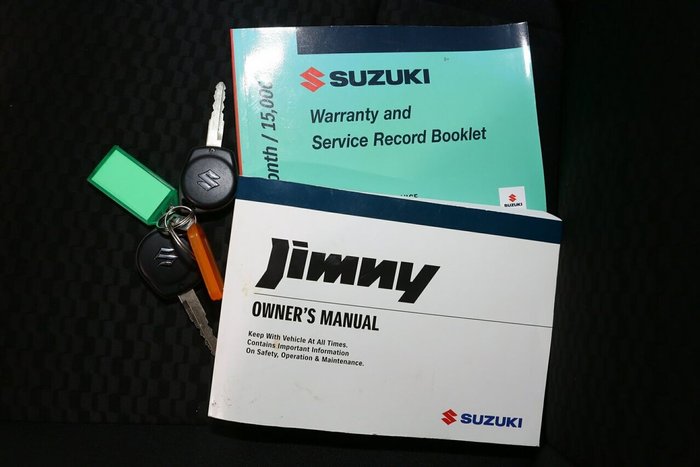 SUZUKI
Warranty and
Service Record Booklet
onth / 15,000
SUZUKI
Jimny
OWNER'S MANUAL
Keep With Vehicle At All Times.
Contains Important Information
On Safety, Operation & Maintenance.
SUZUKI